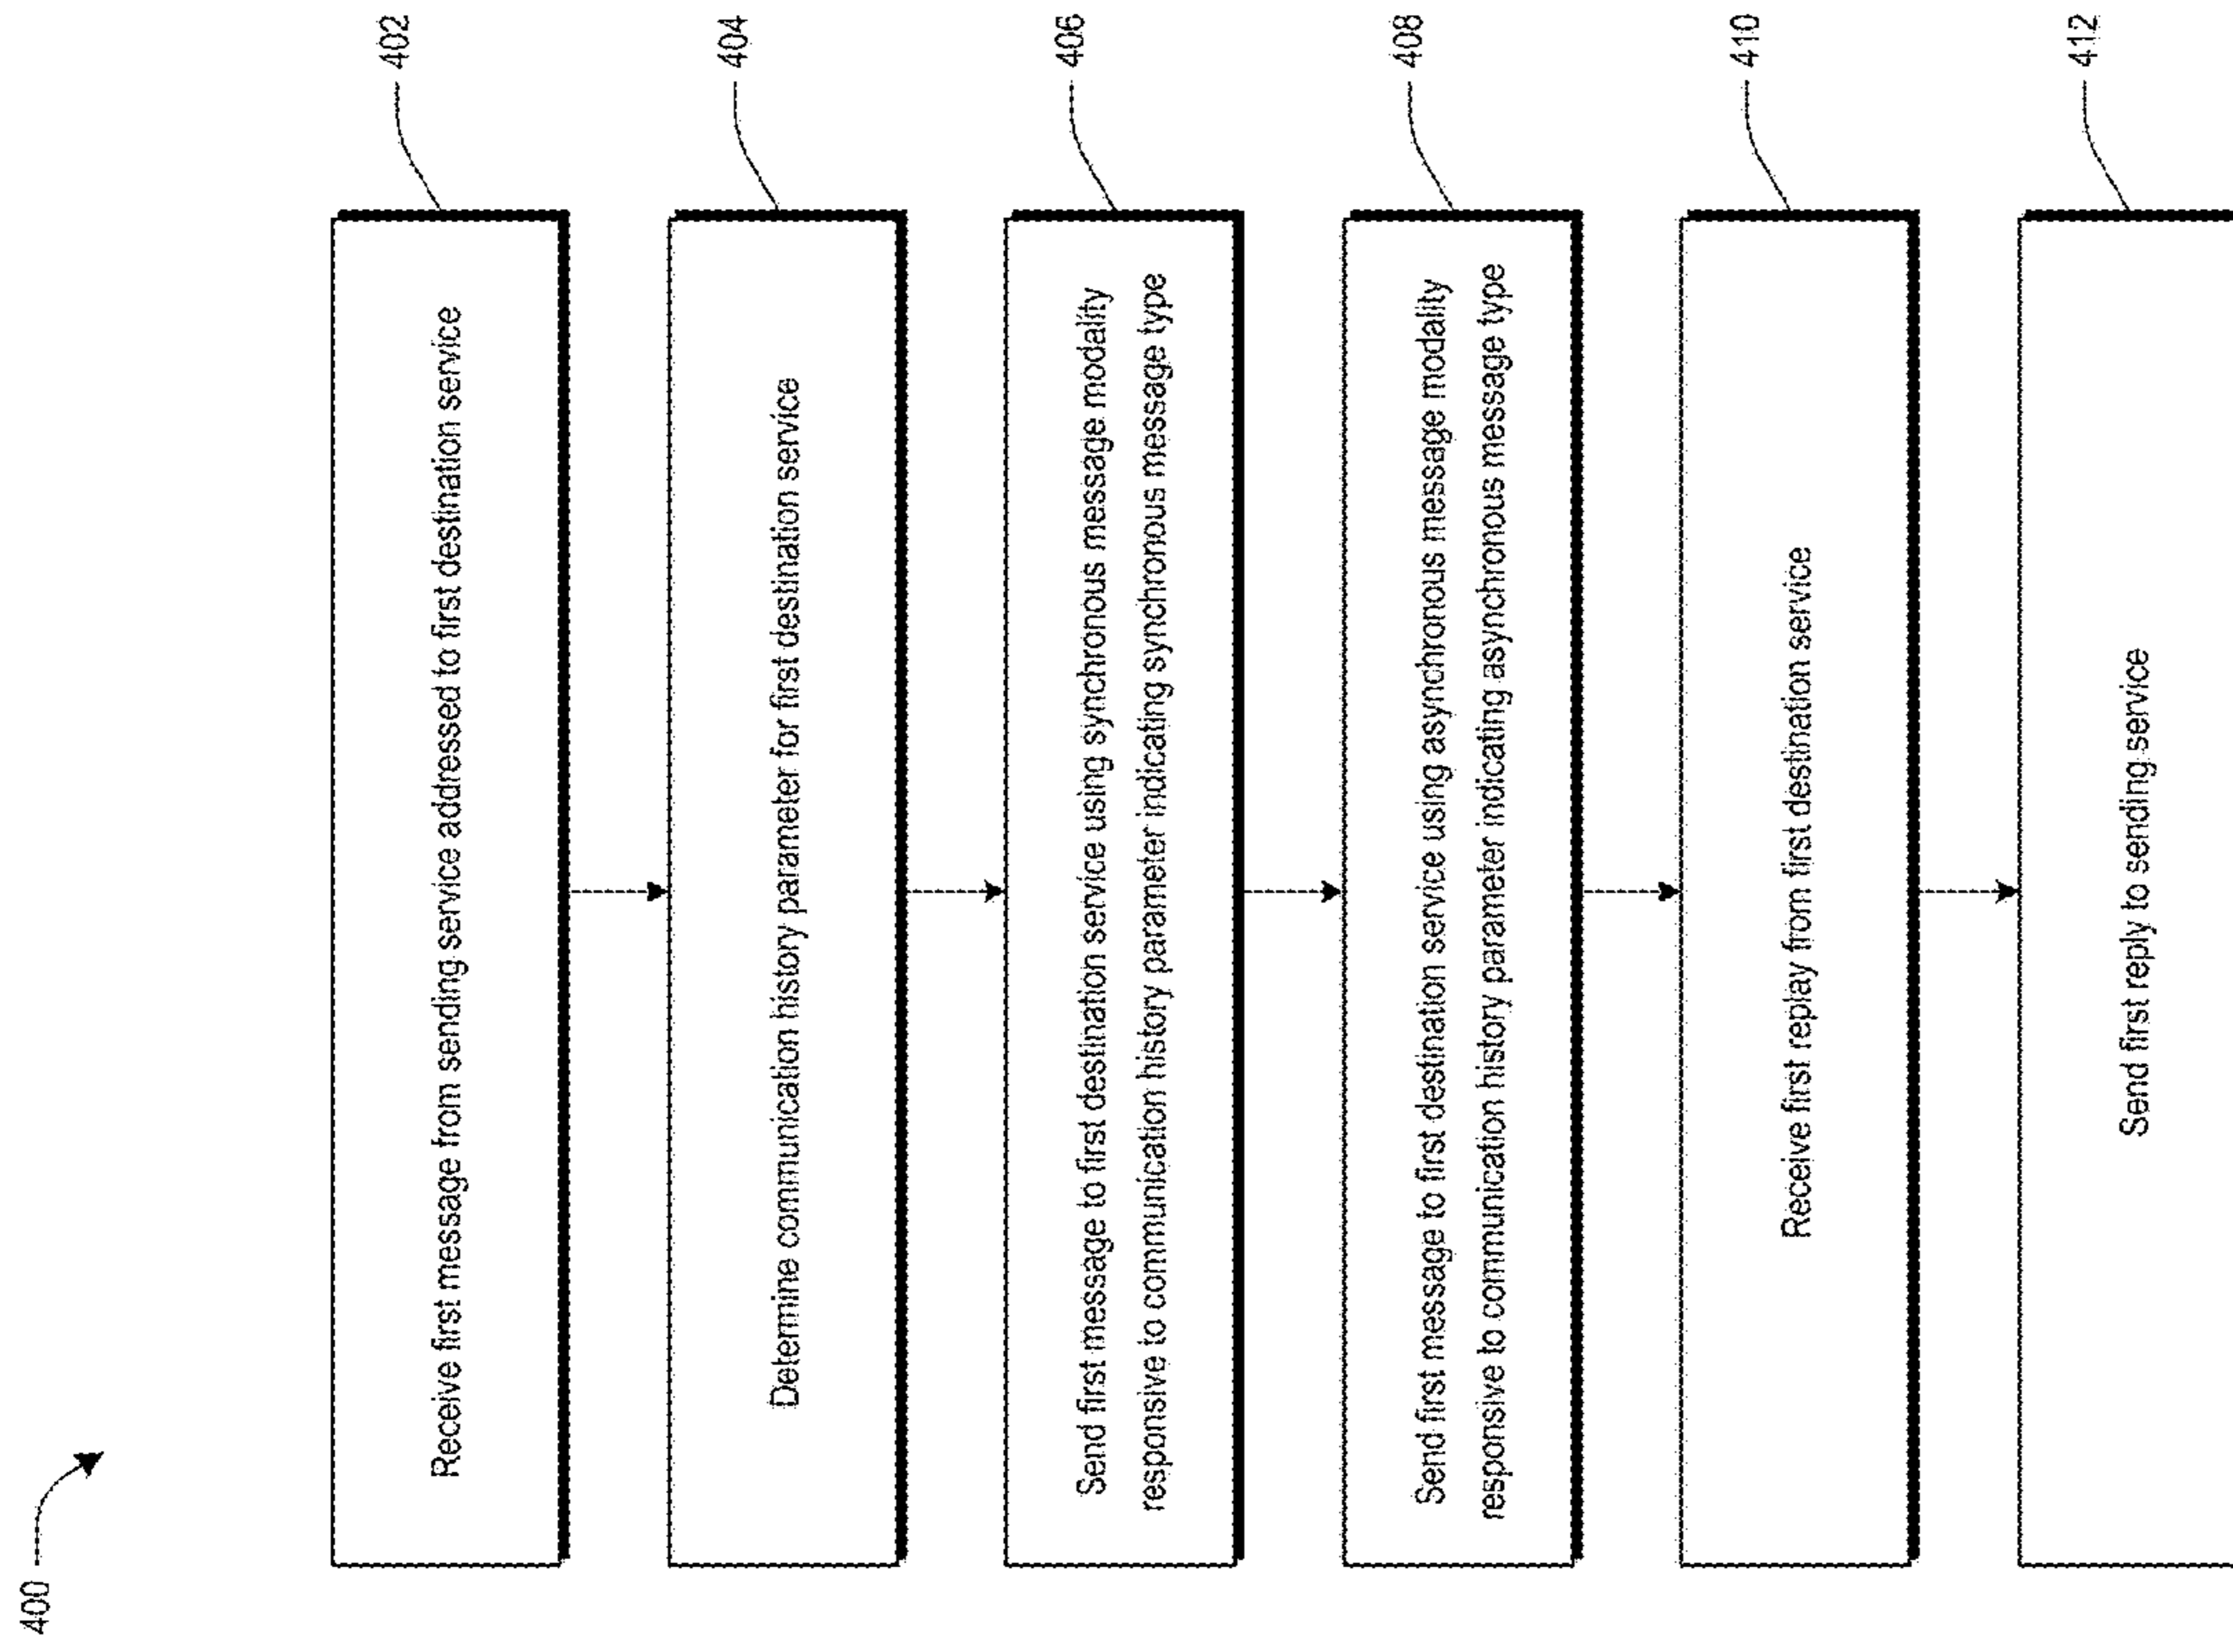 400
Receive first message from sending service addressed to first destination service
402
Determine communication history parameter for first destination service
404
Send first message to first destination service using synchronous message modality
responsive to communication history parameter indicating synchronous message type
406
Send first message to first destination service using asynchronous message modality
responsive to communication history parameter indicating asynchronous message type
408
Receive first replay from first destination service
410
Send first reply to sending service
412